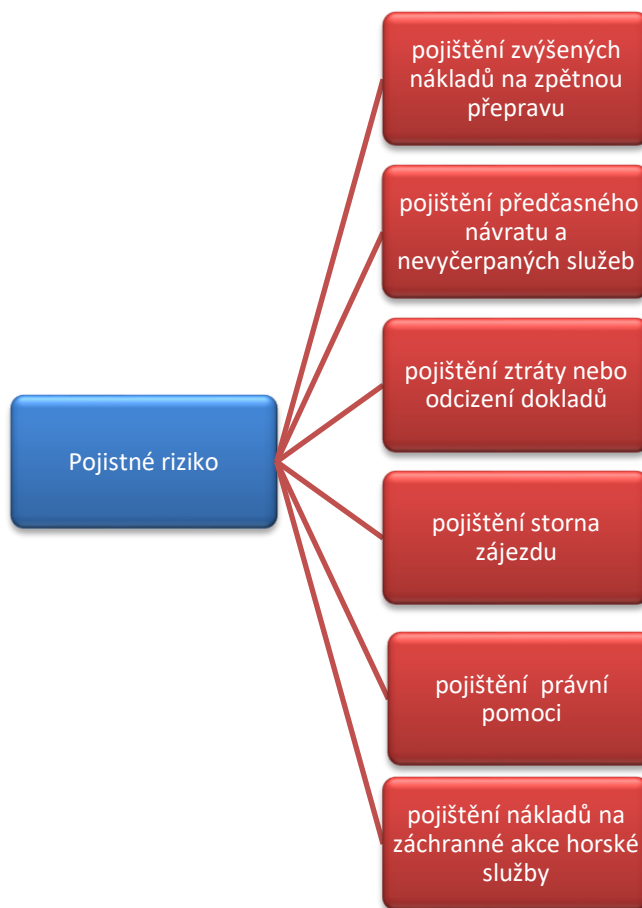 pojištění zvýšených
nákladů na zpětnou
přepravu
pojištění předčasného
návratu a
nevyčerpaných služeb
pojištění ztráty nebo
odcizení dokladů
Pojistné riziko
pojištění storna
zájezdu
pojištění  právní
pomoci
pojištění nákladů na
záchranné akce horské
služby